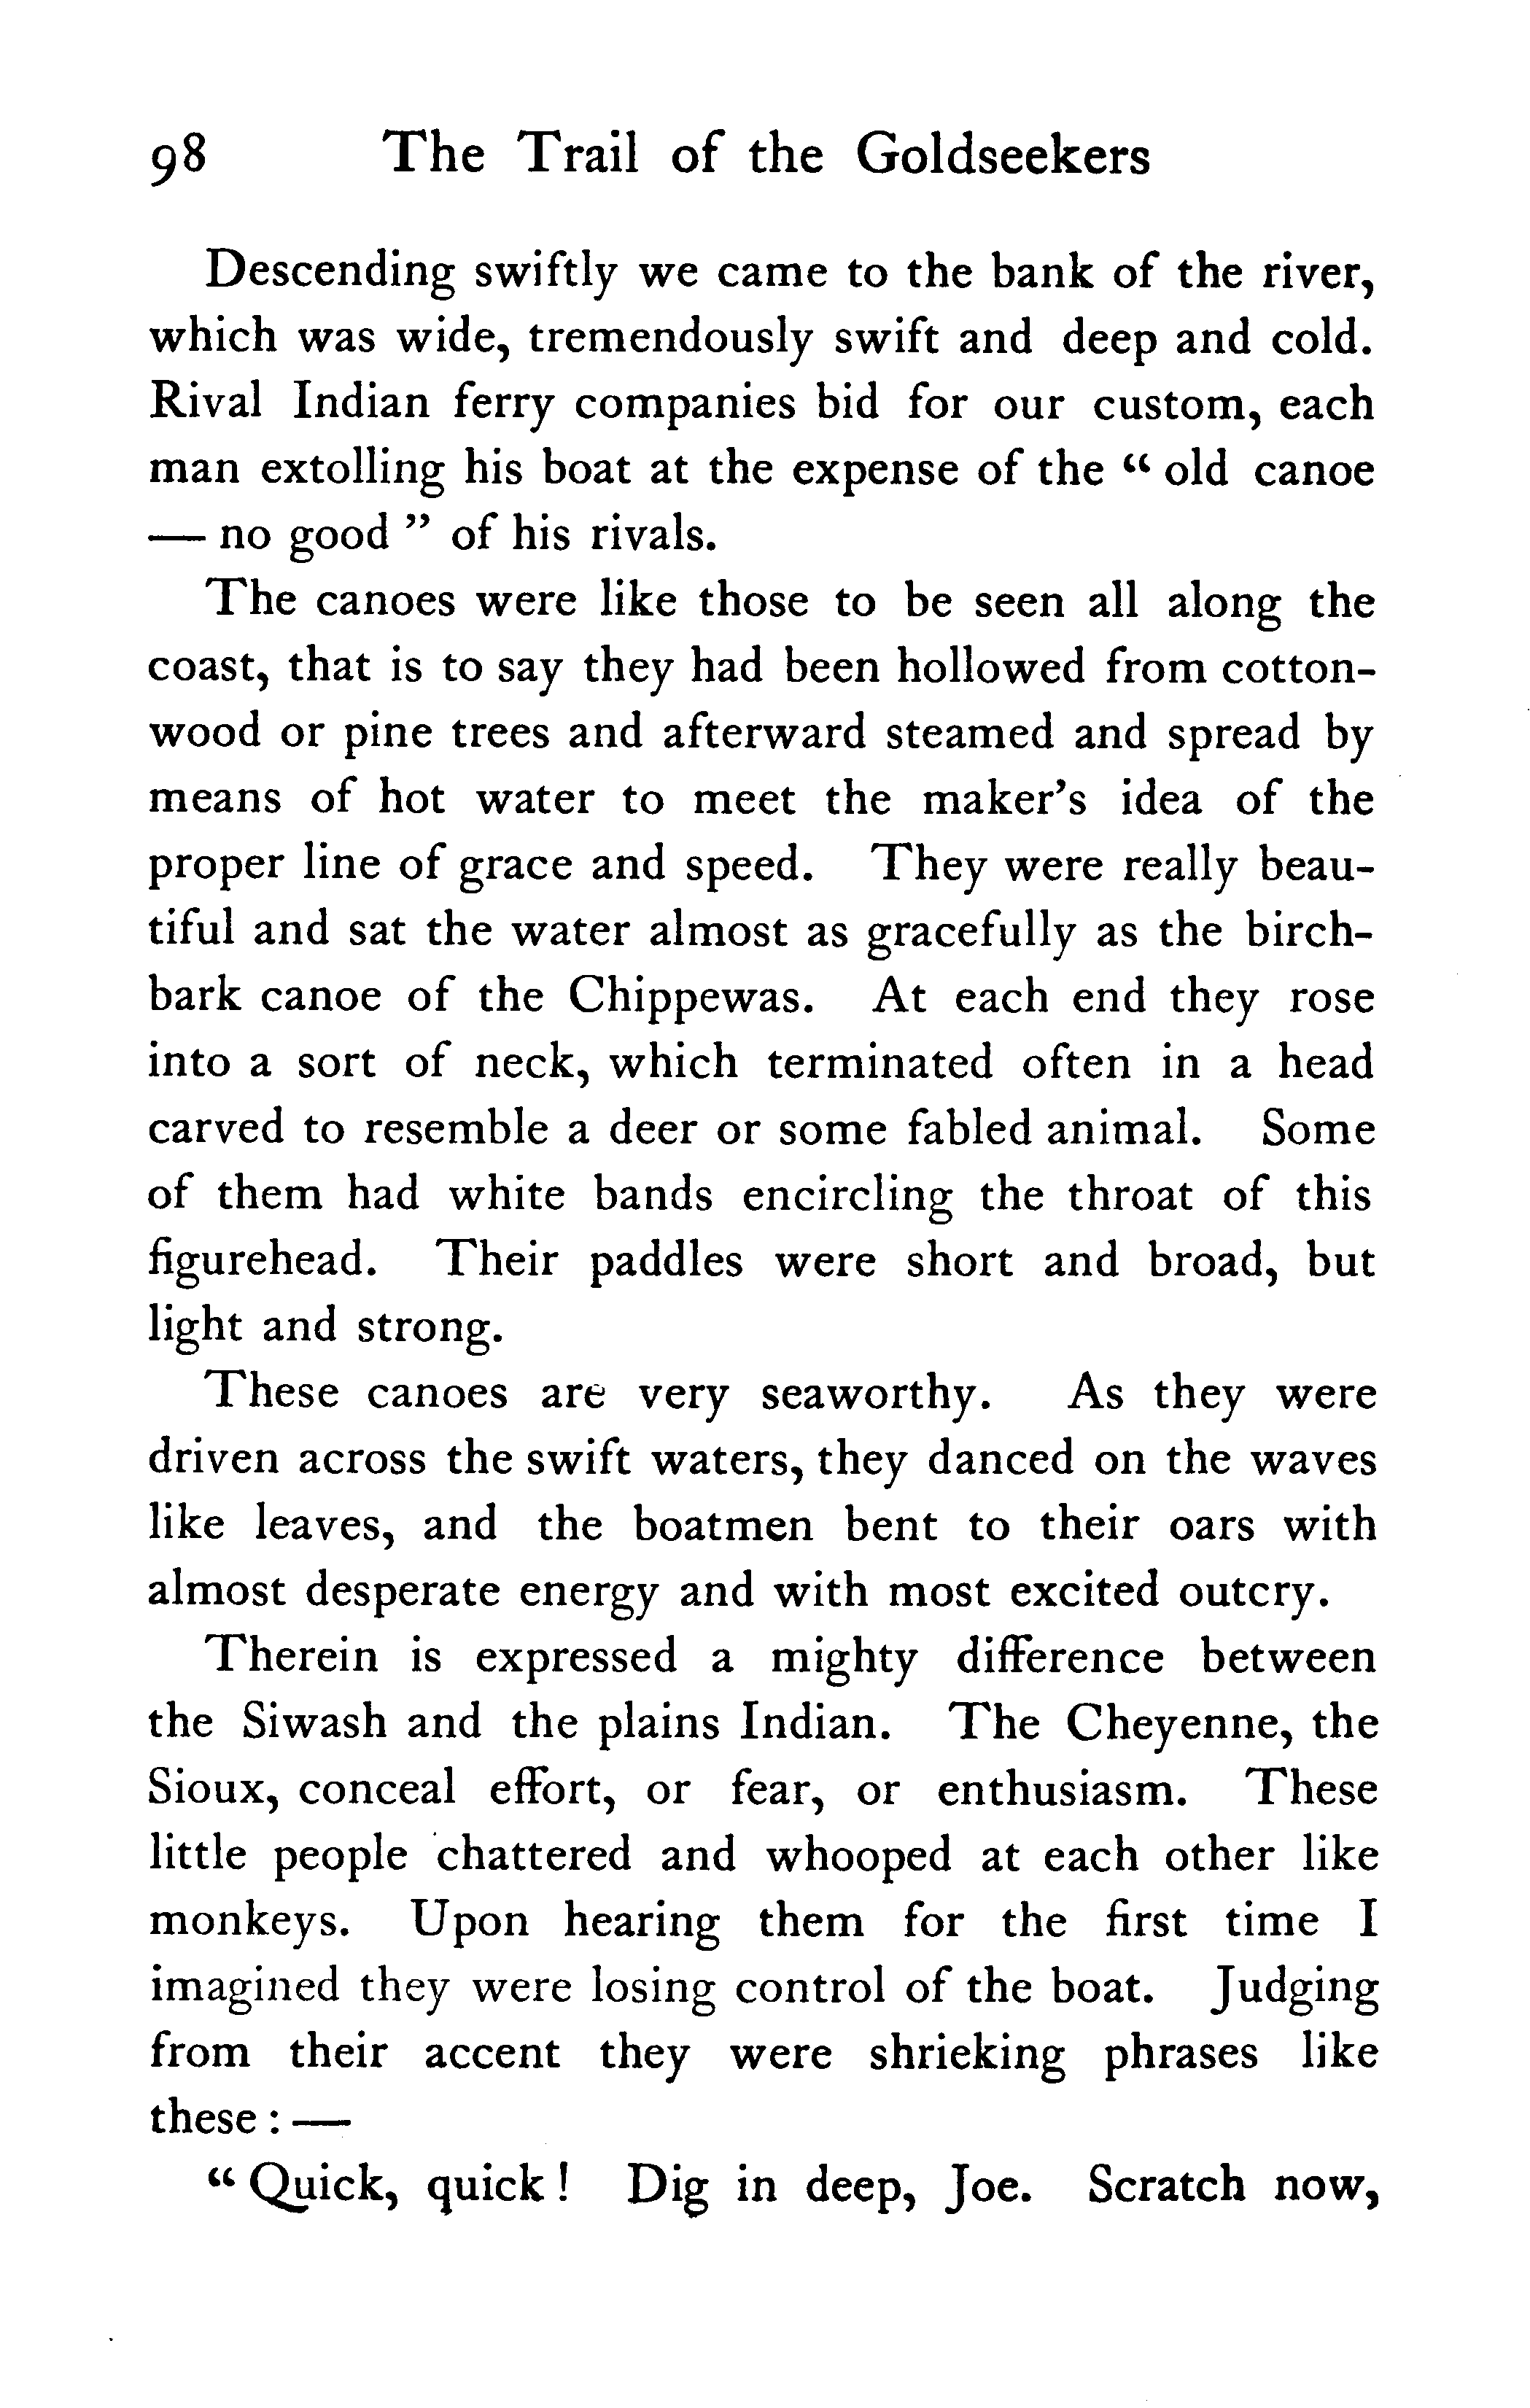 98 The Trail of the Goldseekers
Descending swiftly we came to the bank of the river,
which was wide, tremendously swift and deep and cold.
Rival Indian ferry companies bid for our custom, each
man extolling his boat at the expense of the “ old canoe
— no good ” of his rivals.
The canoes were like those to be seen all along the
coast, that is to say they had been hollowed from cotton-
wood or pine trees and afterward steamed and spread by
means of hot water to meet the maker’s idea of the
proper line of grace and speed. They were really beau-
tiful and sat the water almost as gracefully as the birch-
bark canoe of the Chippewas. At each end they rose
into a sort of neck, which terminated often in a head
carved to resemble a deer or some fabled animal. Some
of them had white bands encircling the throat of this
figurehead. Their paddles were short and broad, but
light and strong.
These canoes are very seaworthy. As they were
driven across the swift waters, they danced on the waves
like leaves, and the boatmen bent to their oars with
almost desperate energy and with most excited outcry.
Therein is expressed a mighty difference between
the Siwash and the plains Indian. The Cheyenne, the
Sioux, conceal effort, or fear, or enthusiasm. These
little people chattered and whooped at each other like
monkeys. Upon hearing them for the first time I
imagined they were losing control of the boat. Judging
from their accent they were shrieking phrases like
these : —
“ Quick, quick ! Dig in deep, Joe. Scratch now,